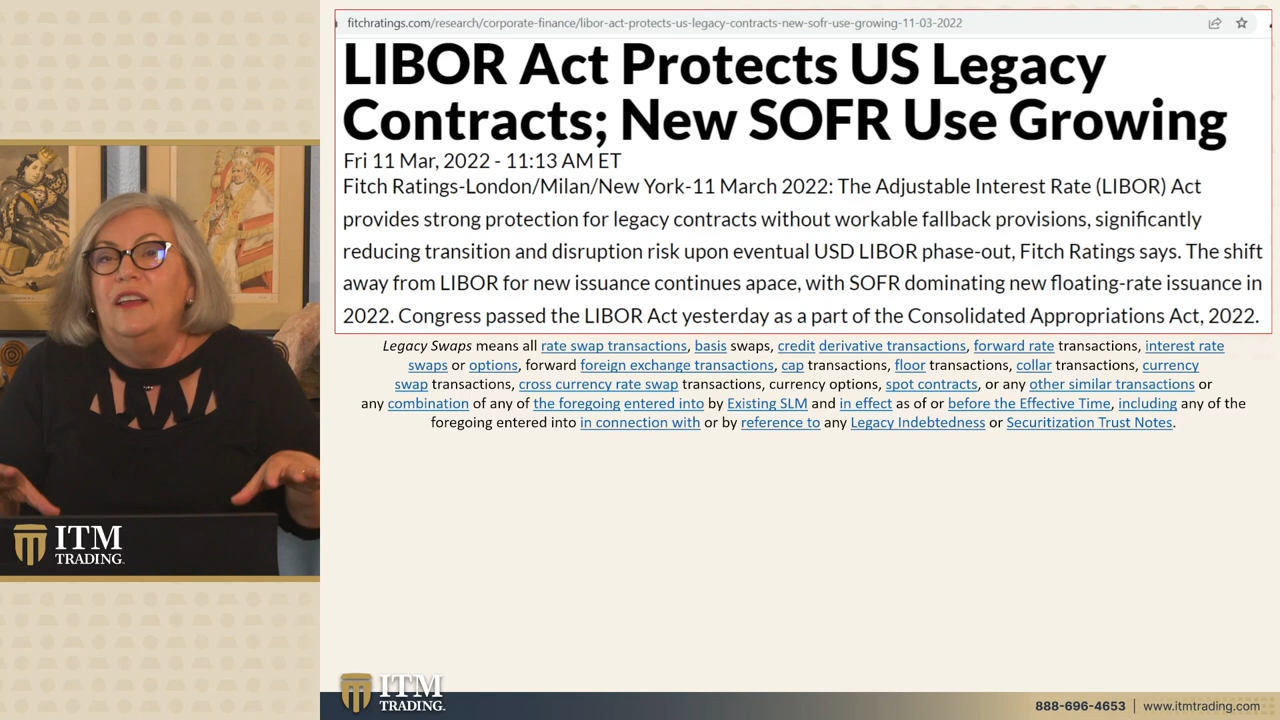 fitchratings.com/research/corporate-finance/libor-act-protects-us-legacy-contracts-new-sofr-use-growing-11-03-2022
LIBOR Act Protects US Legacy
Contracts; New SOFR Use Growing
Fri 11 Mar, 2022 - 11:13 AM ET
Fitch Ratings-London/Milan/New York-11 March 2022: The Adjustable Interest Rate (LIBOR) Act
provides strong protection for legacy contracts without workable fallback provisions, significantly
reducing transition and disruption risk upon eventual USD LIBOR phase-out, Fitch Ratings says. The shift
away from LIBOR for new issuance continues apace, with SOFR dominating new floating-rate issuance in
2022. Congress passed the LIBOR Act yesterday as a part of the Consolidated Appropriations Act, 2022.
Legacy Swaps means all rate swap transactions, basis swaps, credit derivative transactions, forward rate transactions, interest rate
swaps or options, forward foreign exchange transactions, cap transactions, floor transactions, collar transactions, currency
swap transactions, cross currency rate swap transactions, currency options, spot contracts, or any other similar transactions or
any combination of any of the foregoing entered into by Existing SLM and in effect as of or before the Effective Time, including any of the
foregoing entered into in connection with or by reference to any Legacy Indebtedness or Securitization Trust Notes.
ITM
TRADING.
ITM
TRADING.
888-696-4653 | www.itmtrading.com